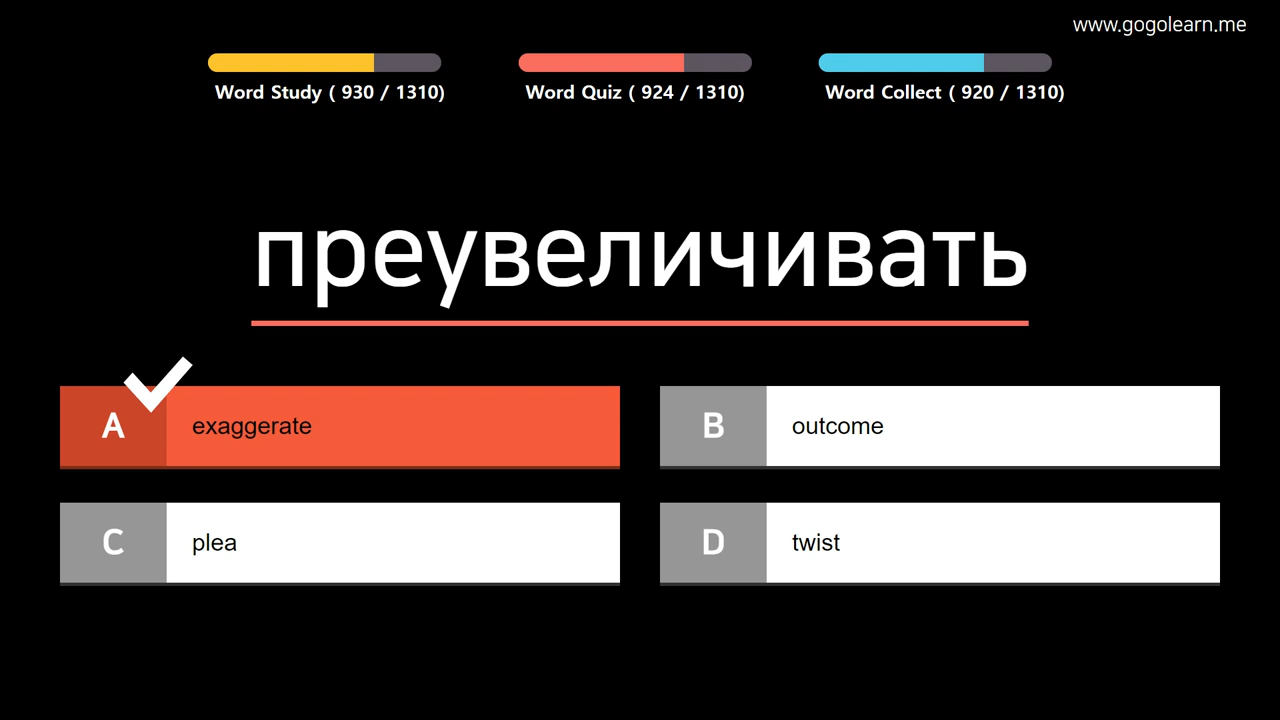 www.gogolearn.me
Word Study ( 930 / 1310)
Word Quiz ( 924 / 1310)
Word Collect ( 920 / 1310)
преувеличивать
A exaggerate
B outcome
C plea
D twist